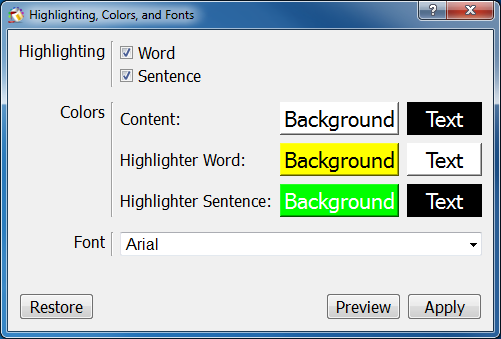 Highlighting, Colors, and Fonts
Highlighting
Word
Sentence
Colors
Content: Background Text
Highlighter Word: Background Text
Highlighter Sentence: Background Text
Font Arial
Restore Preview Apply